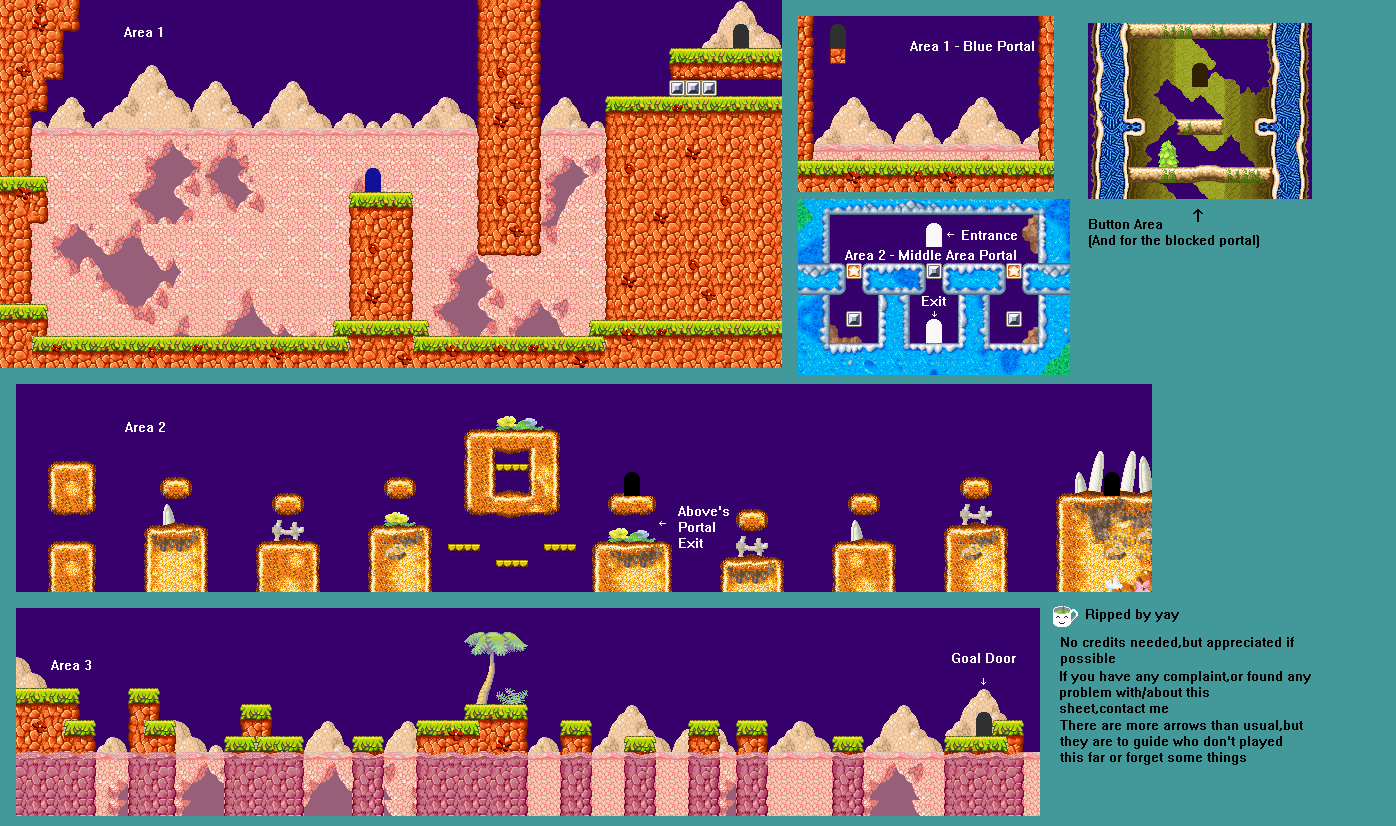 Area 1
Area 1 - Blue Portal
Button Area
(And for the blocked portal)
← Entrance
Area 2 - Middle Area Portal
Exit
Area 2
Above's
Portal
Exit
Area 3
Goal Door
Ripped by yay
No credits needed,but appreciated if
possible
If you have any complaint,or found any
problem with/about this
sheet,contact me
There are more arrows than usual,but
they are to guide who don't played
this far or forget some things